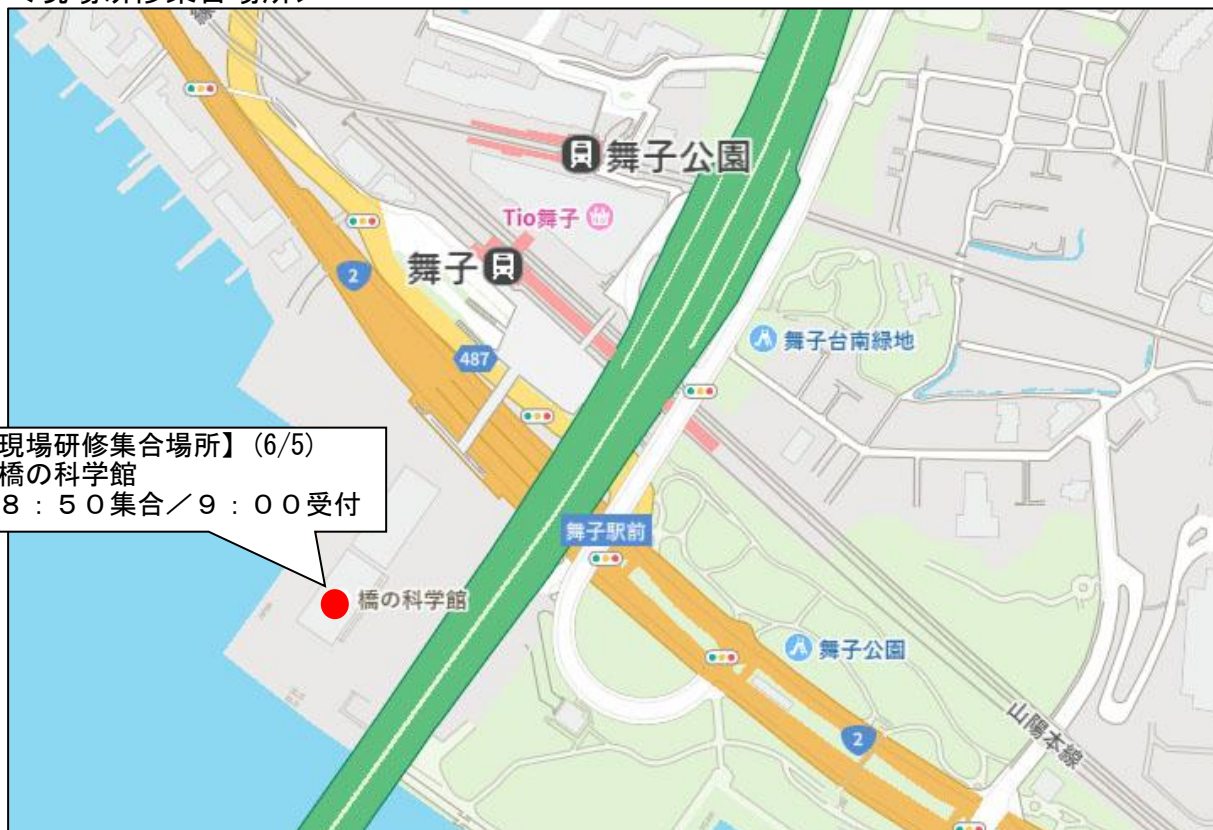 舞子公園
Tio舞子
舞子
2
舞子台南緑地
487
現場研修集合場所】(6/5)
橋の科学館
8：50集合／9：00受付
舞子駅前
橋の科学館
舞子公園
山陽本線
2